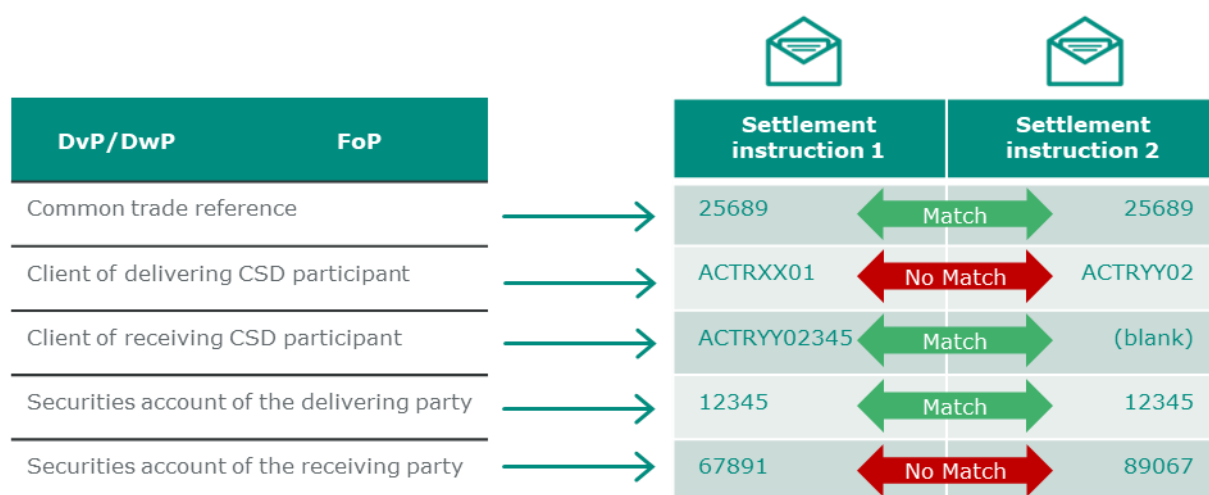 DvP/DwP FoP Settlement instruction 1 Settlement instruction 2
Common trade reference 25689 Match 25689
Client of delivering CSD participant ACTRXX01 No Match ACTRYY02
Client of receiving CSD participant ACTRYY02345 Match (blank)
Securities account of the delivering party 12345 Match 12345
Securities account of the receiving party 67891 No Match 89067